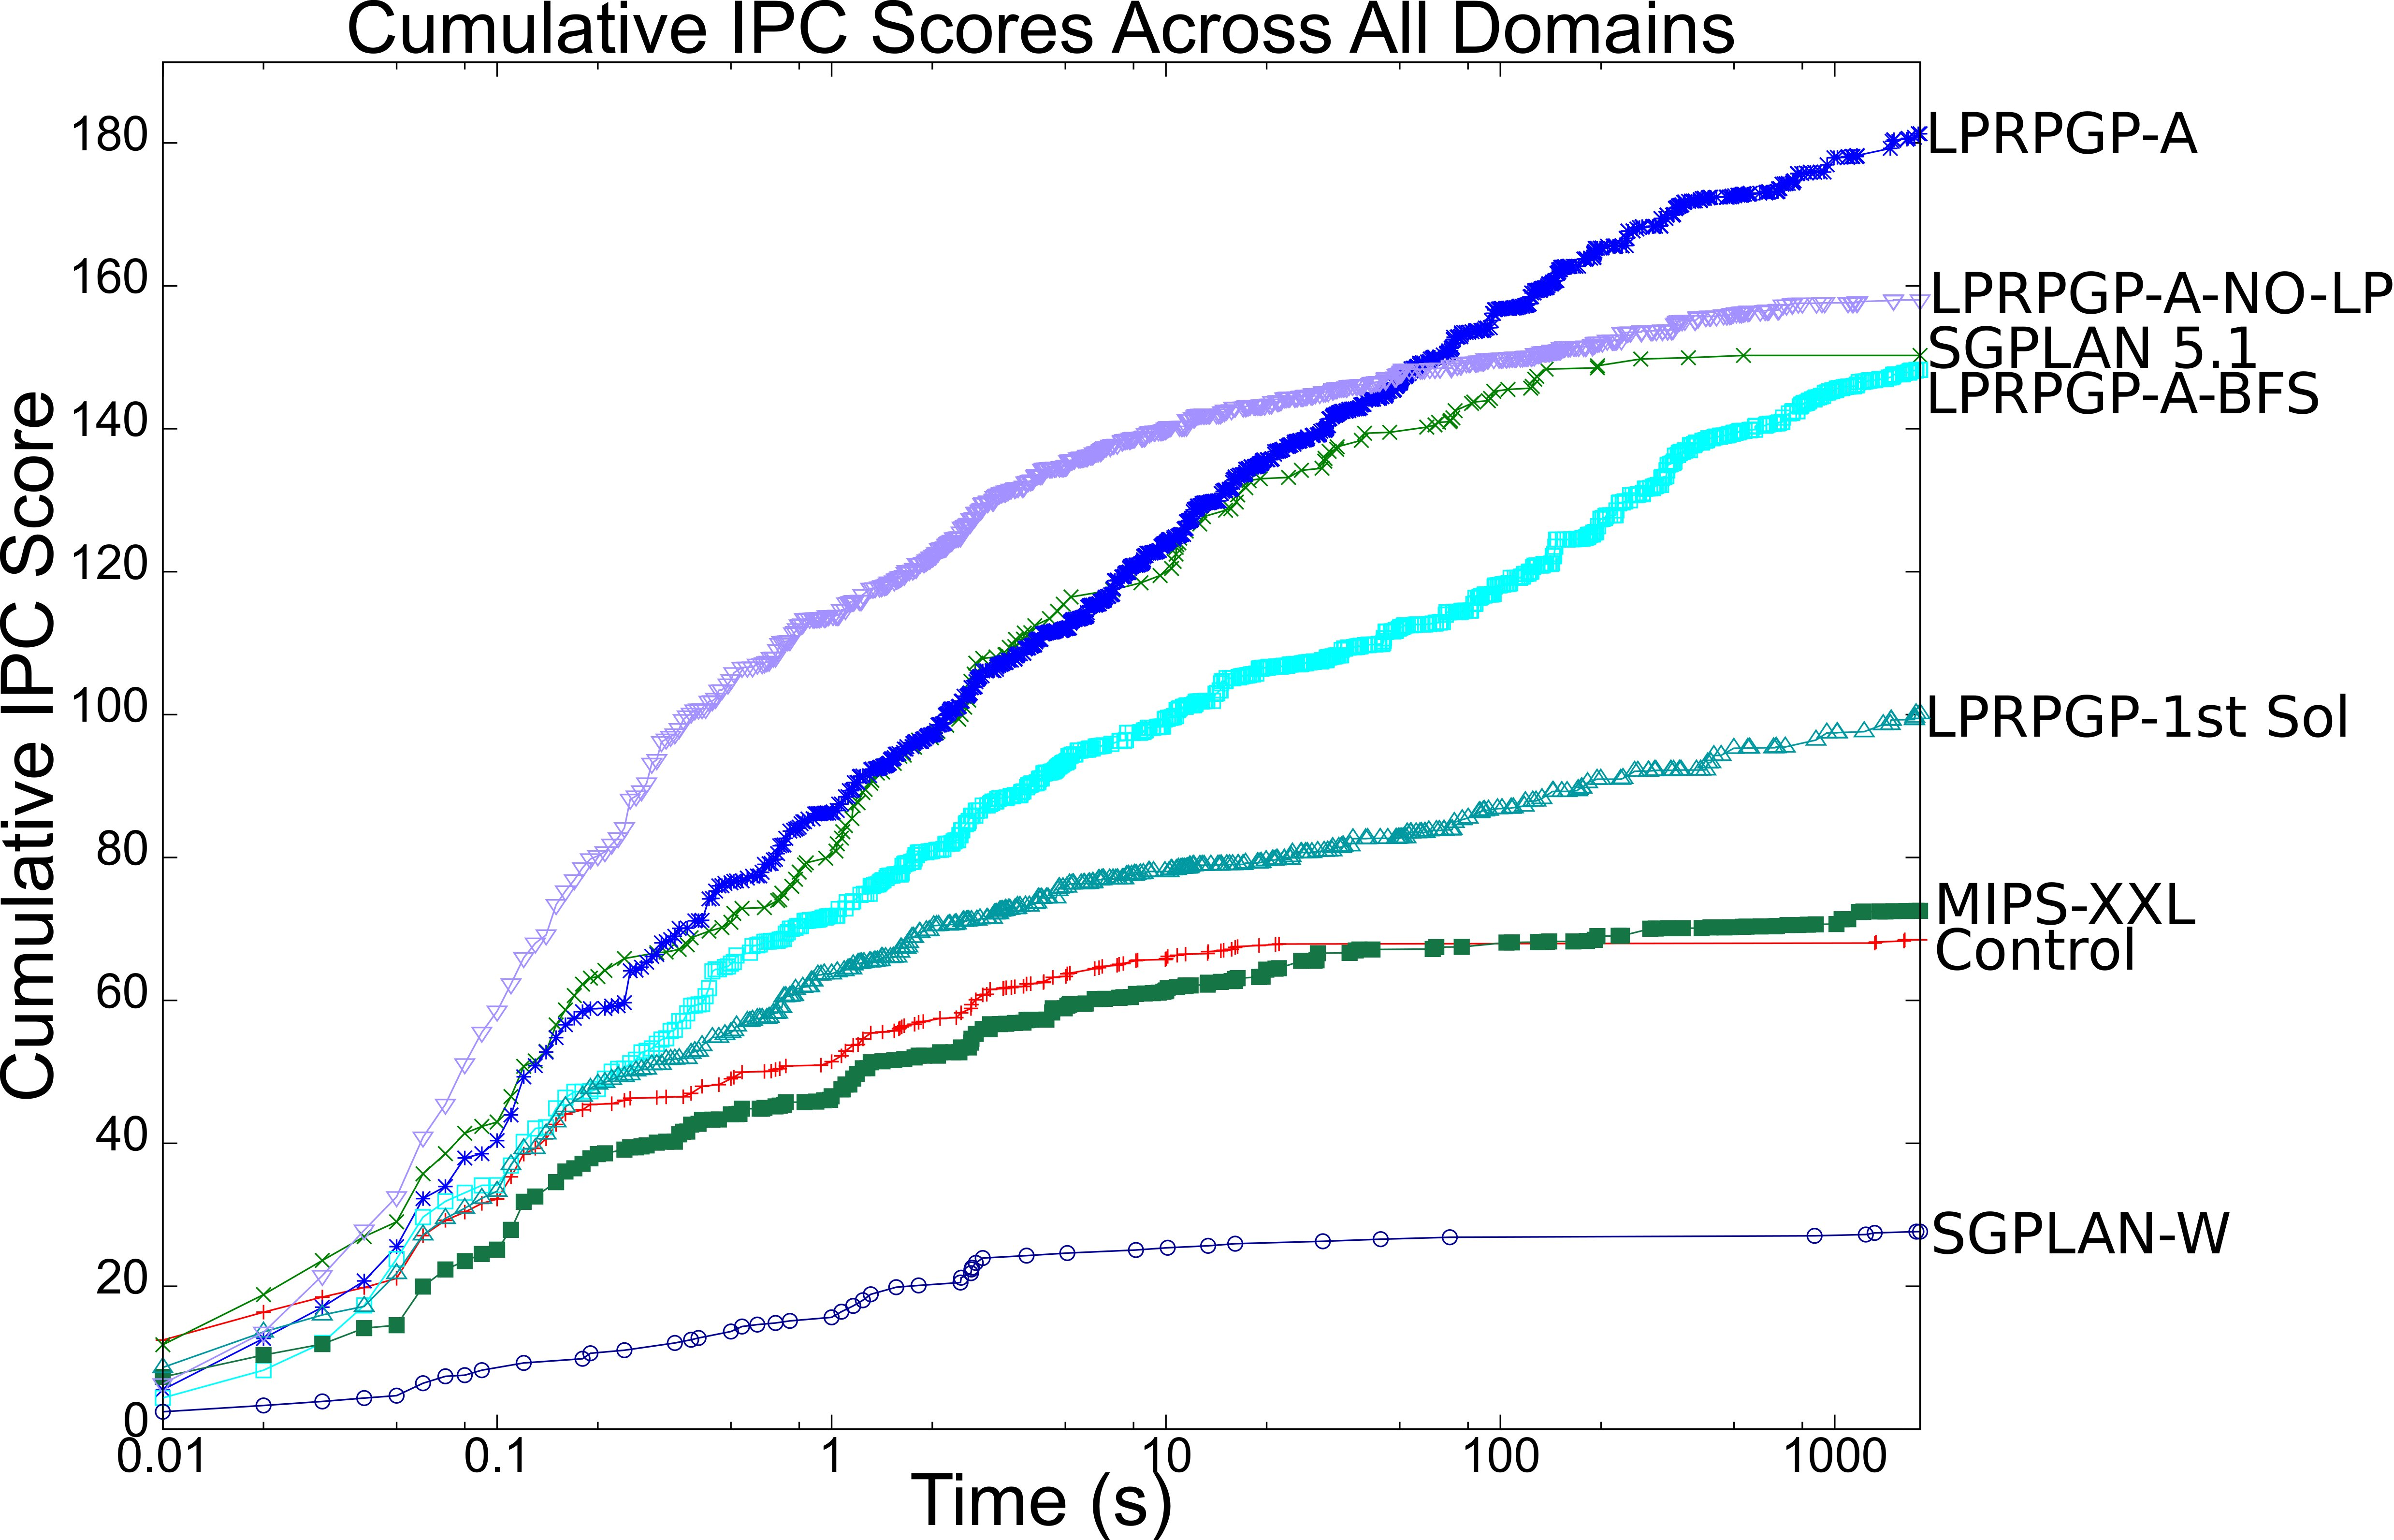 Cumulative IPC Scores Across All Domains
Cumulative IPC Score
180
160
140
120
100
80
60
40
20
0
0.01
0.1
1
10
100
1000
Time (s)
LPRPGP-A
LPRPGP-A-NO-LP
SGPLAN 5.1
LPRPGP-A-BFS
LPRPGP-1st Sol
MIPS-XXL
Control
SGPLAN-W